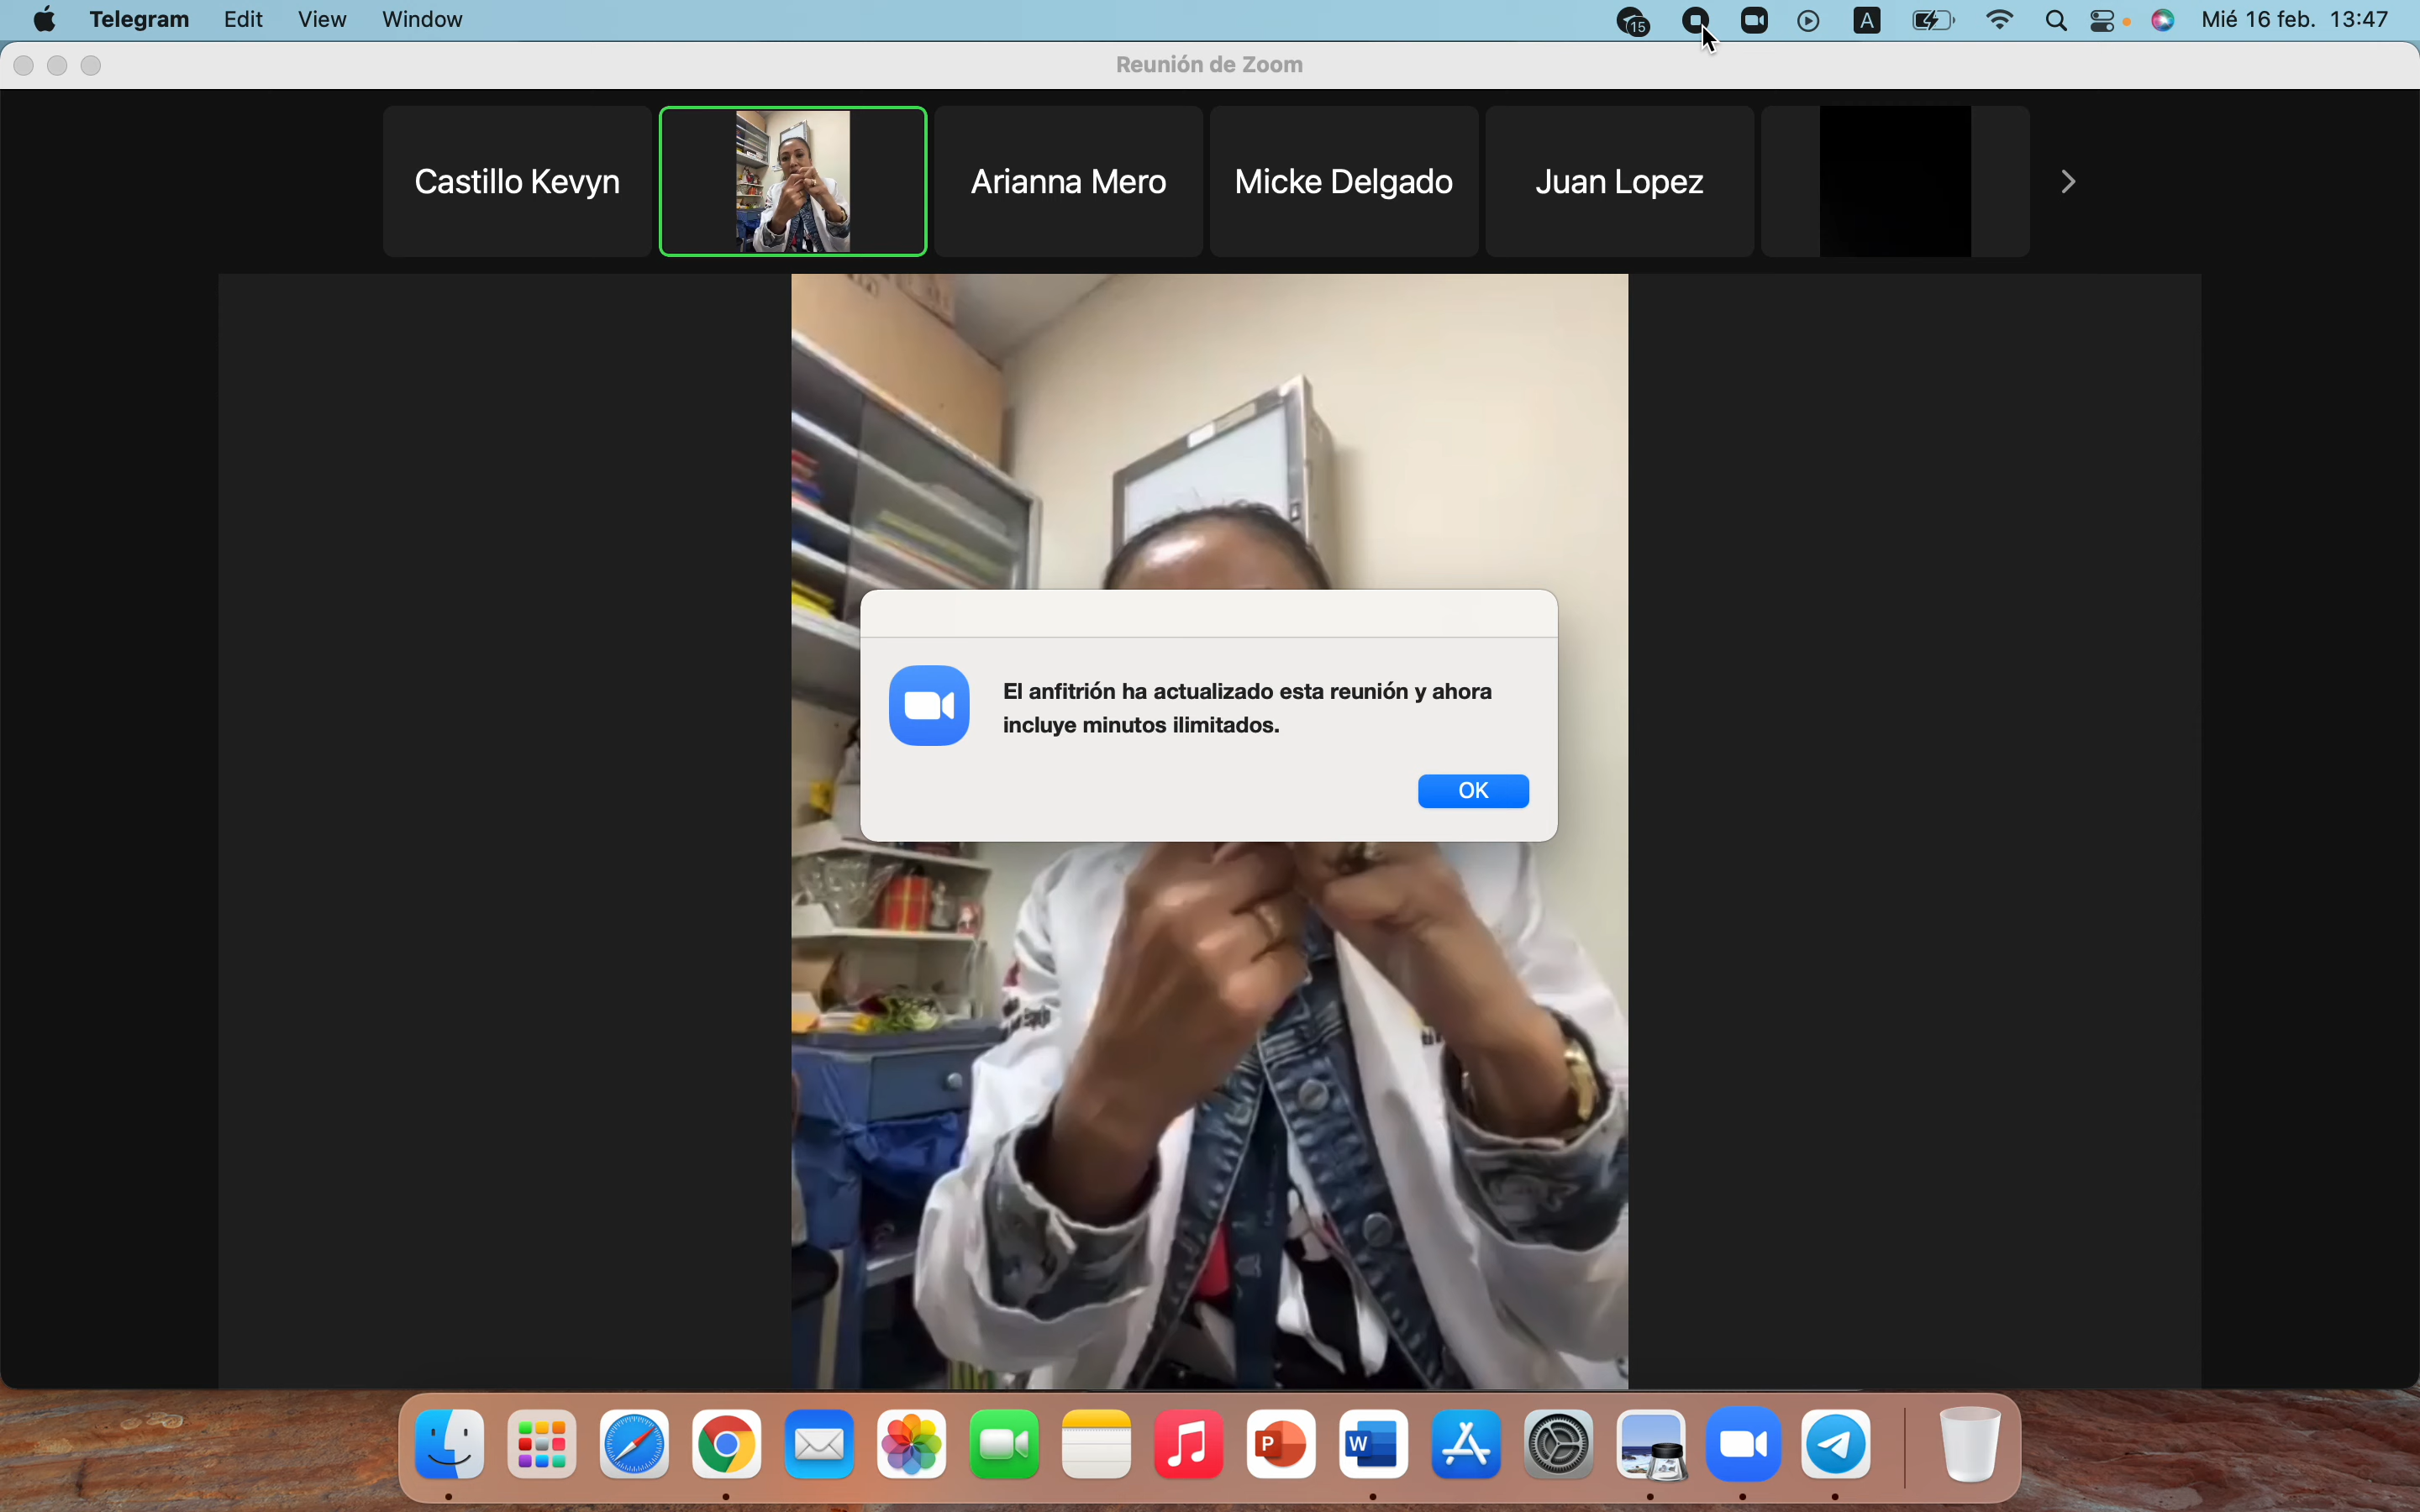 Telegram Edit View Window 15 A Mié 16 feb. 13:47
Reunión de Zoom
Castillo Kevyn Arianna Mero Micke Delgado Juan Lopez
El anfitrión ha actualizado esta reunión y ahora
incluye minutos ilimitados.
OK
P W